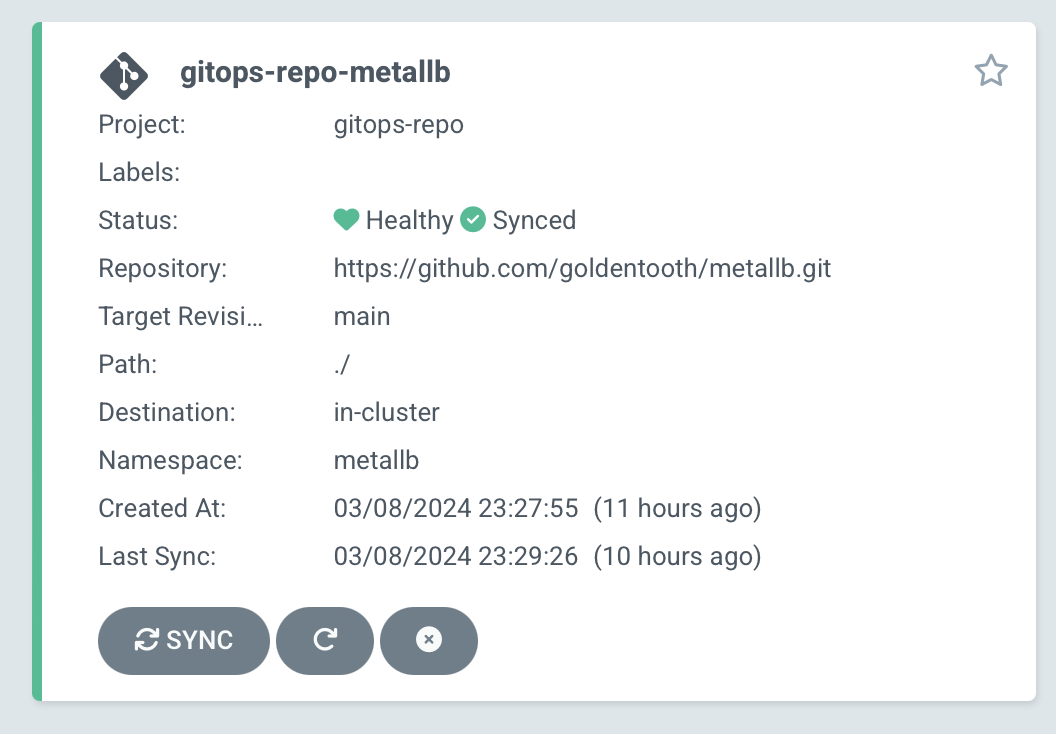 gitops-repo-metallb
Project: gitops-repo
Labels:
Status: Healthy Synced
Repository: https://github.com/goldentooth/metallb.git
Target Revisi... main
Path: ./
Destination: in-cluster
Namespace: metallb
Created At: 03/08/2024 23:27:55 (11 hours ago)
Last Sync: 03/08/2024 23:29:26 (10 hours ago)
SYNC